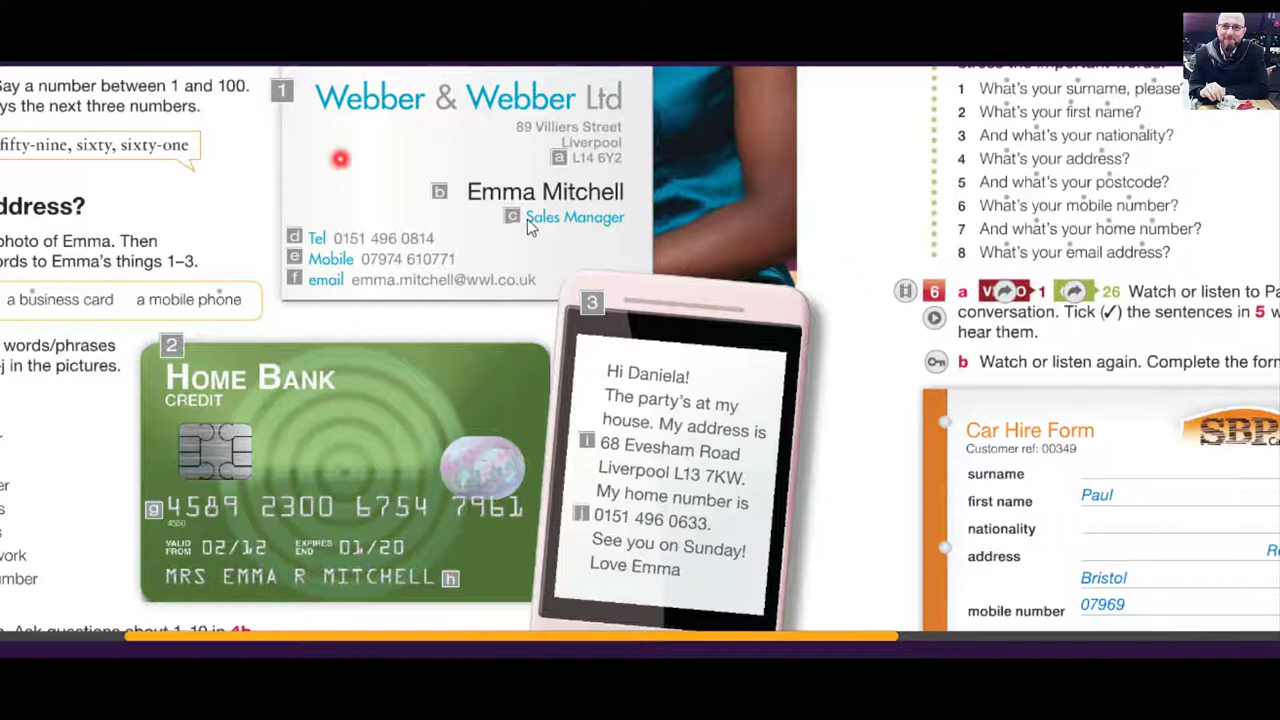 Say a number between 1 and 100.
ys the next three numbers.
fifty-nine, sixty, sixty-one
ddress?
photo of Emma. Then
ords to Emma's things 1–3.
a business card a mobile phone
words/phrases
-j in the pictures.
er
s
work
umber
1
Webber & Webber Ltd
89 Villiers Street
Liverpool
a L14 6Y2
b Emma Mitchell
c Sales Manager
d Tel 0151 496 0814
e Mobile 07974 610771
f email emma.mitchell@wwl.co.uk
2
HOME BANK
CREDIT
g 4589 2300 6754 7961
4550
VALID FROM 02/12 EXPIRES END 01/20
MRS EMMA R MITCHELL h
3
Hi Daniela!
The party's at my
house. My address is
i 68 Evesham Road
Liverpool L13 7KW.
My home number is
j 0151 496 0633.
See you on Sunday!
Love Emma
1 What's your surname, please?
2 What's your first name?
3 And what's your nationality?
4 What's your address?
5 And what's your postcode?
6 What's your mobile number?
7 And what's your home number?
8 What's your email address?
6 a VIDEO 1 26 Watch or listen to Pa
conversation. Tick (✓) the sentences in 5 w
hear them.
b Watch or listen again. Complete the form
Car Hire Form
Customer ref: 00349
SBP
surname
first name Paul
nationality
address
Bristol
mobile number 07969